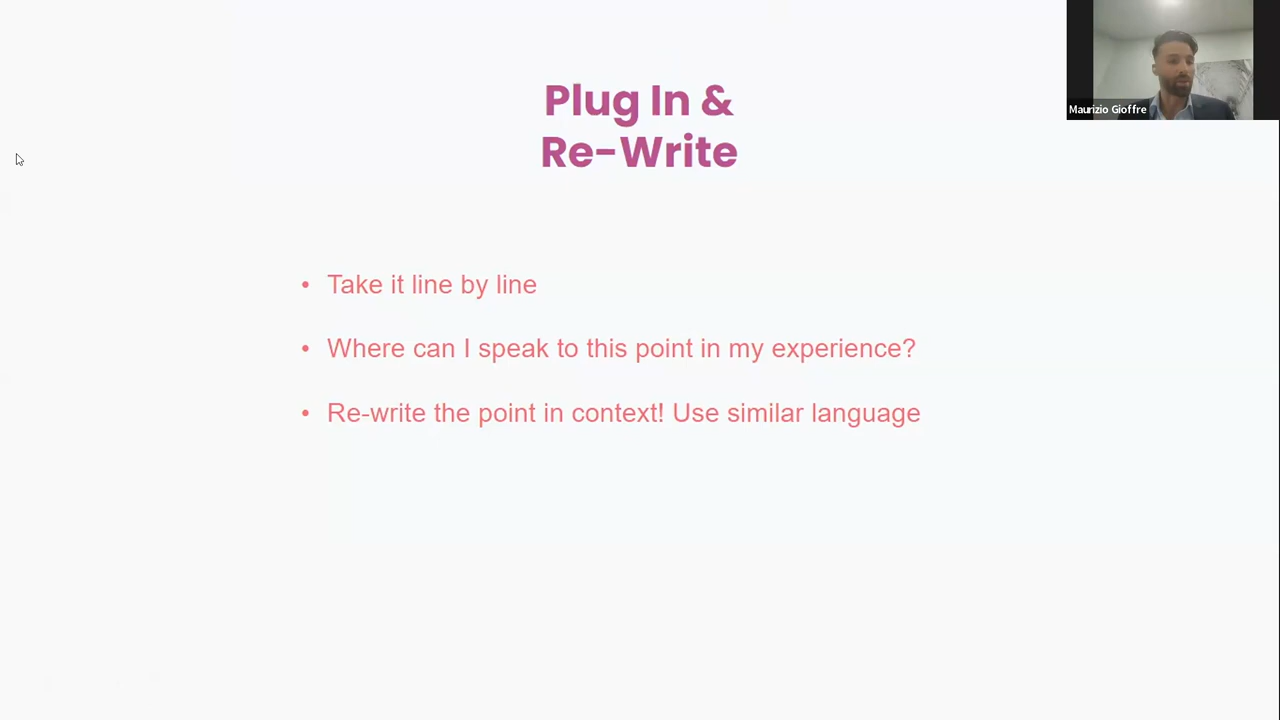 Plug In &
Re-Write
Maurizio Gioffre
• Take it line by line
• Where can I speak to this point in my experience?
• Re-write the point in context! Use similar language